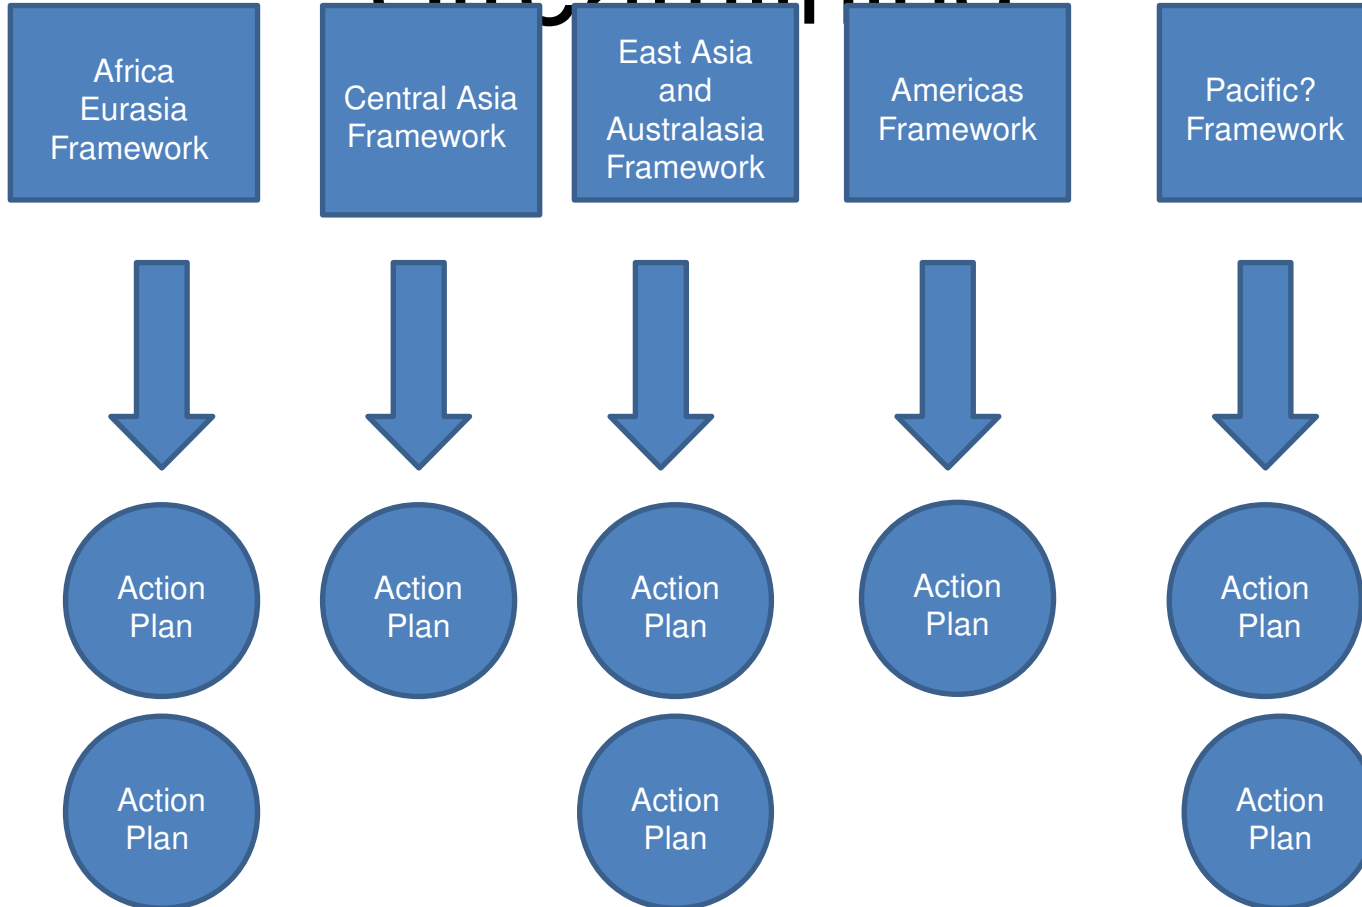 Africa
Eurasia
Framework
Central Asia
Framework
East Asia
and
Australasia
Framework
Americas
Framework
Pacific?
Framework
Action
Plan
Action
Plan
Action
Plan
Action
Plan
Action
Plan
Action
Plan
Action
Plan
Action
Plan